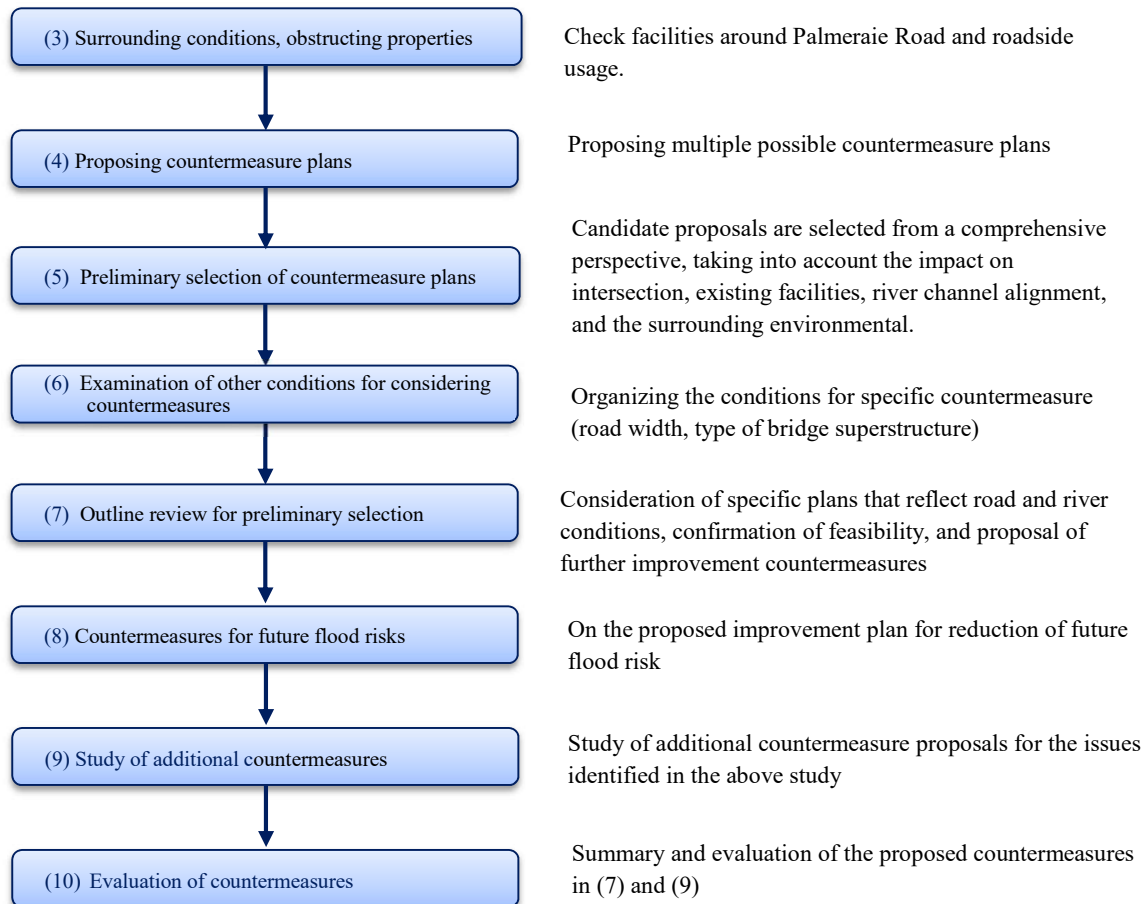 (3) Surrounding conditions, obstructing properties
Check facilities around Palmeraie Road and roadside
usage.
(4) Proposing countermeasure plans
Proposing multiple possible countermeasure plans
(5) Preliminary selection of countermeasure plans
Candidate proposals are selected from a comprehensive
perspective, taking into account the impact on
intersection, existing facilities, river channel alignment,
and the surrounding environmental.
(6) Examination of other conditions for considering
countermeasures
Organizing the conditions for specific countermeasure
(road width, type of bridge superstructure)
(7) Outline review for preliminary selection
Consideration of specific plans that reflect road and river
conditions, confirmation of feasibility, and proposal of
further improvement countermeasures
(8) Countermeasures for future flood risks
On the proposed improvement plan for reduction of future
flood risk
(9) Study of additional countermeasures
Study of additional countermeasure proposals for the issues
identified in the above study
(10) Evaluation of countermeasures
Summary and evaluation of the proposed countermeasures
in (7) and (9)